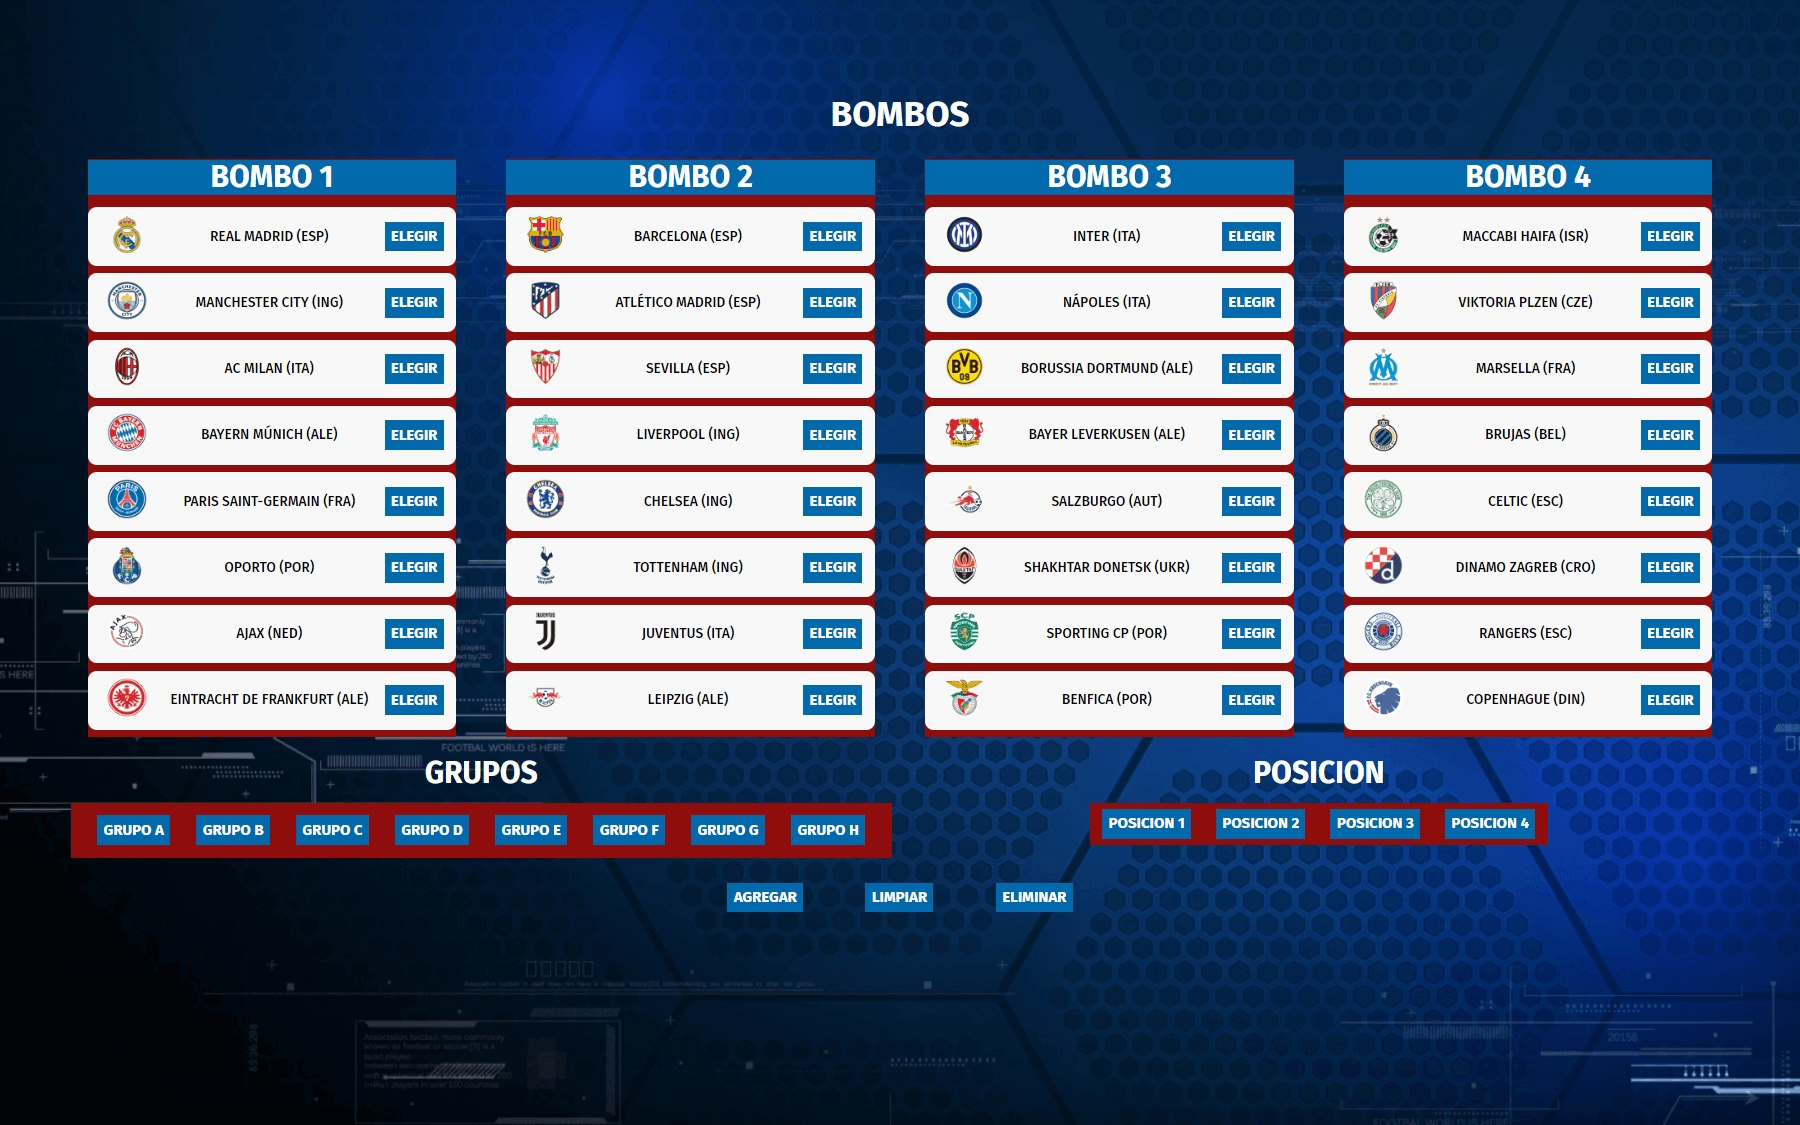 BOMBOS
BOMBO 1
REAL MADRID (ESP) ELEGIR
MANCHESTER CITY (ING) ELEGIR
AC MILAN (ITA) ELEGIR
BAYERN MÚNICH (ALE) ELEGIR
PARIS SAINT-GERMAIN (FRA) ELEGIR
OPORTO (POR) ELEGIR
AJAX (NED) ELEGIR
EINTRACHT DE FRANKFURT (ALE) ELEGIR
BOMBO 2
BARCELONA (ESP) ELEGIR
ATLÉTICO MADRID (ESP) ELEGIR
SEVILLA (ESP) ELEGIR
LIVERPOOL (ING) ELEGIR
CHELSEA (ING) ELEGIR
TOTTENHAM (ING) ELEGIR
JUVENTUS (ITA) ELEGIR
LEIPZIG (ALE) ELEGIR
BOMBO 3
INTER (ITA) ELEGIR
NÁPOLES (ITA) ELEGIR
BORUSSIA DORTMUND (ALE) ELEGIR
BAYER LEVERKUSEN (ALE) ELEGIR
SALZBURGO (AUT) ELEGIR
SHAKHTAR DONETSK (UKR) ELEGIR
SPORTING CP (POR) ELEGIR
BENFICA (POR) ELEGIR
BOMBO 4
MACCABI HAIFA (ISR) ELEGIR
VIKTORIA PLZEN (CZE) ELEGIR
MARSELLA (FRA) ELEGIR
BRUJAS (BEL) ELEGIR
CELTIC (ESC) ELEGIR
DINAMO ZAGREB (CRO) ELEGIR
RANGERS (ESC) ELEGIR
COPENHAGUE (DIN) ELEGIR
FOOTBAL WORLD IS HERE
GRUPOS
GRUPO A GRUPO B GRUPO C GRUPO D GRUPO E GRUPO F GRUPO G GRUPO H
POSICION
POSICION 1 POSICION 2 POSICION 3 POSICION 4
AGREGAR LIMPIAR ELIMINAR